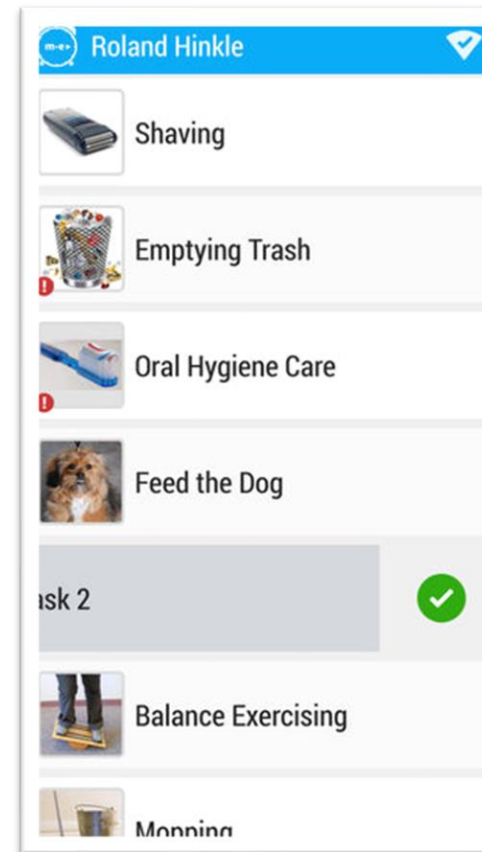 Roland Hinkle
Shaving
Emptying Trash
Oral Hygiene Care
Feed the Dog
ask 2
Balance Exercising
Mopping